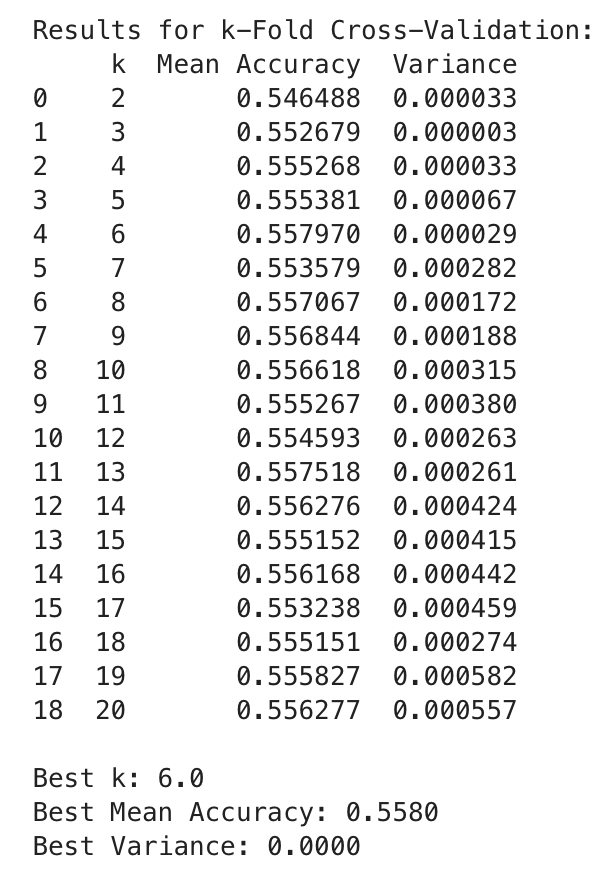 Results for k-Fold Cross-Validation:
     k  Mean Accuracy  Variance
0    2       0.546488  0.000033
1    3       0.552679  0.000003
2    4       0.555268  0.000033
3    5       0.555381  0.000067
4    6       0.557970  0.000029
5    7       0.553579  0.000282
6    8       0.557067  0.000172
7    9       0.556844  0.000188
8   10       0.556618  0.000315
9   11       0.555267  0.000380
10  12       0.554593  0.000263
11  13       0.557518  0.000261
12  14       0.556276  0.000424
13  15       0.555152  0.000415
14  16       0.556168  0.000442
15  17       0.553238  0.000459
16  18       0.555151  0.000274
17  19       0.555827  0.000582
18  20       0.556277  0.000557
Best k: 6.0
Best Mean Accuracy: 0.5580
Best Variance: 0.0000